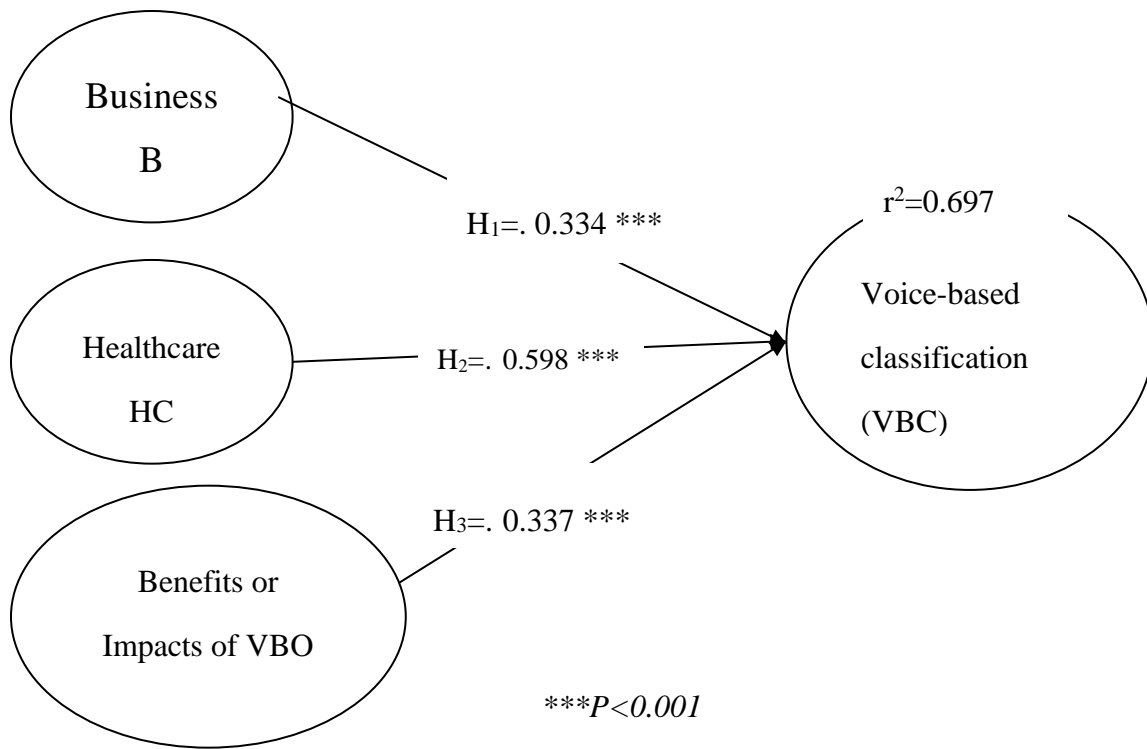 Business
B
H₁=. 0.334 ***
r²=0.697
Healthcare
HC
H₂=. 0.598 ***
Voice-based
classification
(VBC)
H₃=. 0.337 ***
Benefits or
Impacts of VBO
***P<0.001